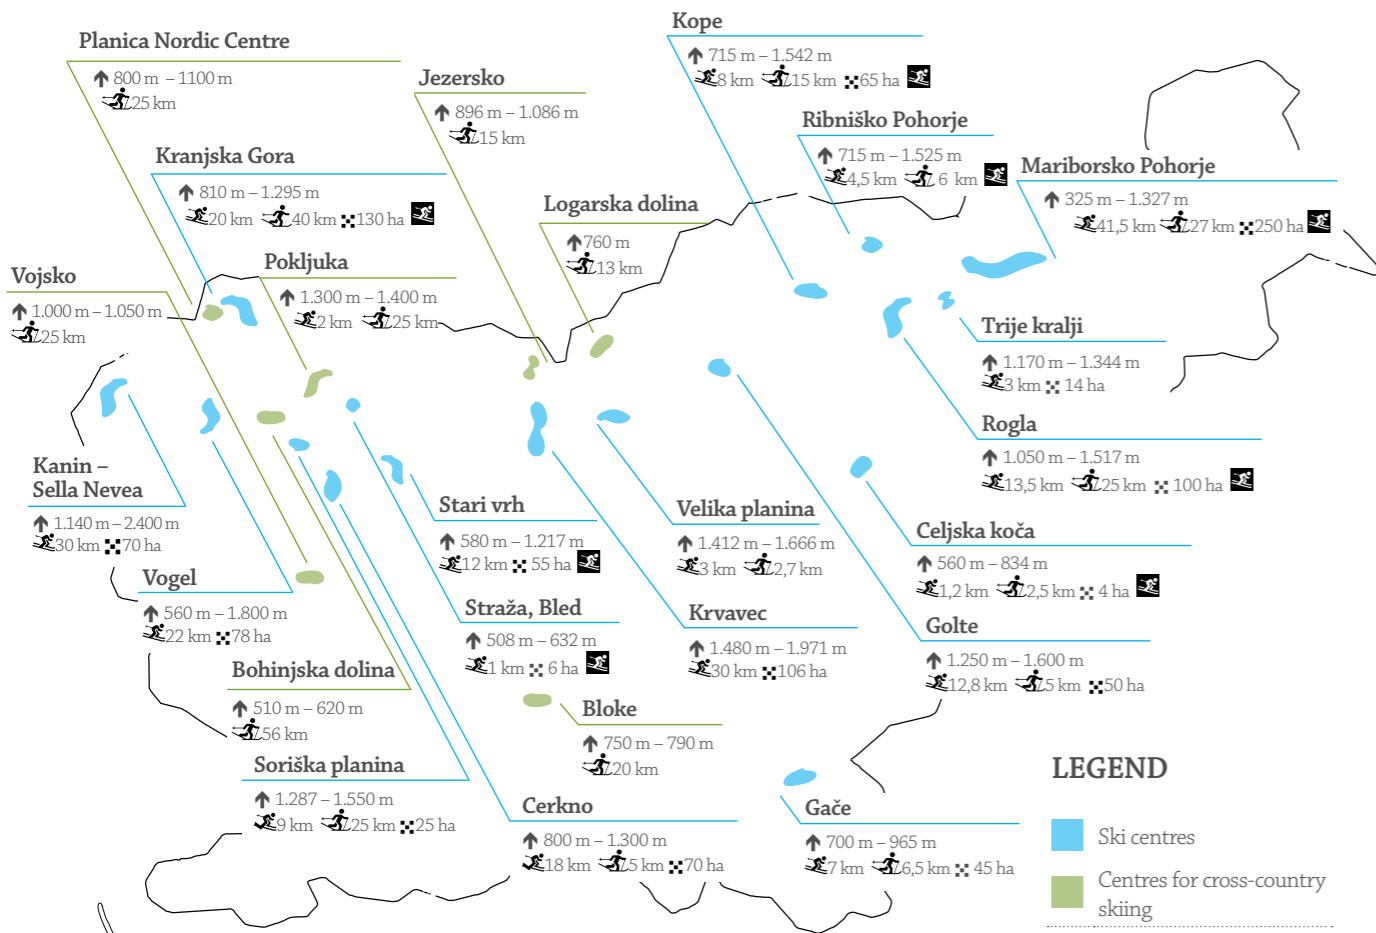 Kope
715 m – 1.542 m
8 km 15 km 65 ha
Planica Nordic Centre
800 m – 1100 m
25 km
Jezersko
896 m – 1.086 m
15 km
Ribniško Pohorje
715 m – 1.525 m
4,5 km 6 km
Kranjska Gora
810 m – 1.295 m
20 km 40 km 130 ha
Mariborsko Pohorje
325 m – 1.327 m
41,5 km 27 km 250 ha
Logarska dolina
760 m
13 km
Vojsko
1.000 m – 1.050 m
25 km
Pokljuka
1.300 m – 1.400 m
2 km 25 km
Trije kralji
1.170 m – 1.344 m
3 km 14 ha
Rogla
1.050 m – 1.517 m
13,5 km 25 km 100 ha
Kanin –
Sella Nevea
1.140 m – 2.400 m
30 km 70 ha
Stari vrh
580 m – 1.217 m
12 km 55 ha
Velika planina
1.412 m – 1.666 m
3 km 2,7 km
Celjska koča
560 m – 834 m
1,2 km 2,5 km 4 ha
Vogel
560 m – 1.800 m
22 km 78 ha
Straža, Bled
508 m – 632 m
1 km 6 ha
Krvavec
1.480 m – 1.971 m
30 km 106 ha
Golte
1.250 m – 1.600 m
12,8 km 5 km 50 ha
Bohinjska dolina
510 m – 620 m
56 km
Bloke
750 m – 790 m
20 km
Soriška planina
1.287 – 1.550 m
9 km 25 km 25 ha
Cerkno
800 m – 1.300 m
18 km 5 km 70 ha
Gače
700 m – 965 m
7 km 6,5 km 45 ha
LEGEND
Ski centres
Centres for cross-country
skiing